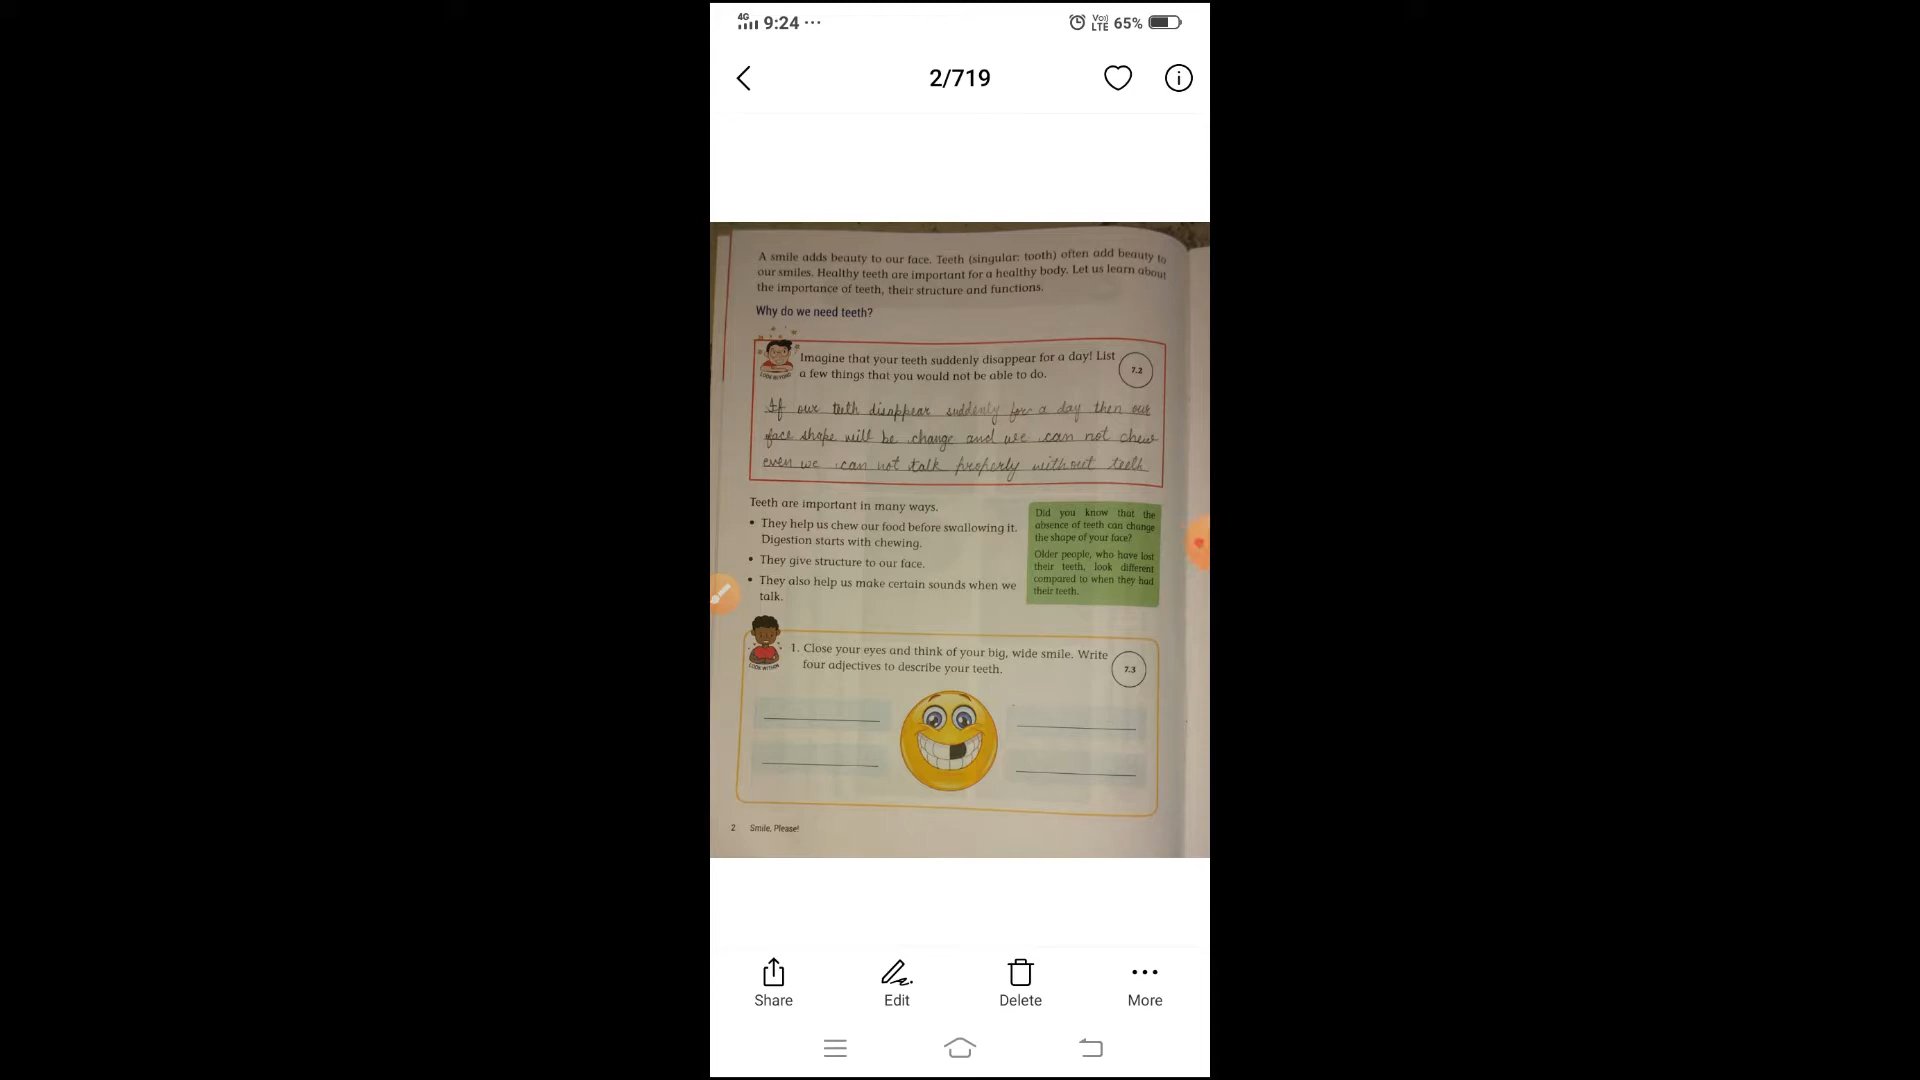 4G 9:24 ... VoLTE 65%
2/719
A smile adds beauty to our face. Teeth (singular: tooth) often add beauty to
our smiles. Healthy teeth are important for a healthy body. Let us learn about
the importance of teeth, their structure and functions.
Why do we need teeth?
Imagine that your teeth suddenly disappear for a day! List
a few things that you would not be able to do.
7.2
LOOK BEYOND
If our teeth disappear suddenly for a day then our
face shape will be change and we can not chew
even we can not talk properly without teeth
Teeth are important in many ways.
• They help us chew our food before swallowing it.
Digestion starts with chewing.
• They give structure to our face.
• They also help us make certain sounds when we
talk.
Did you know that the
absence of teeth can change
the shape of your face?
Older people, who have lost
their teeth, look different
compared to when they had
their teeth.
LOOK WITHIN
1. Close your eyes and think of your big, wide smile. Write
four adjectives to describe your teeth.
7.3
2 Smile, Please!
Share Edit Delete More